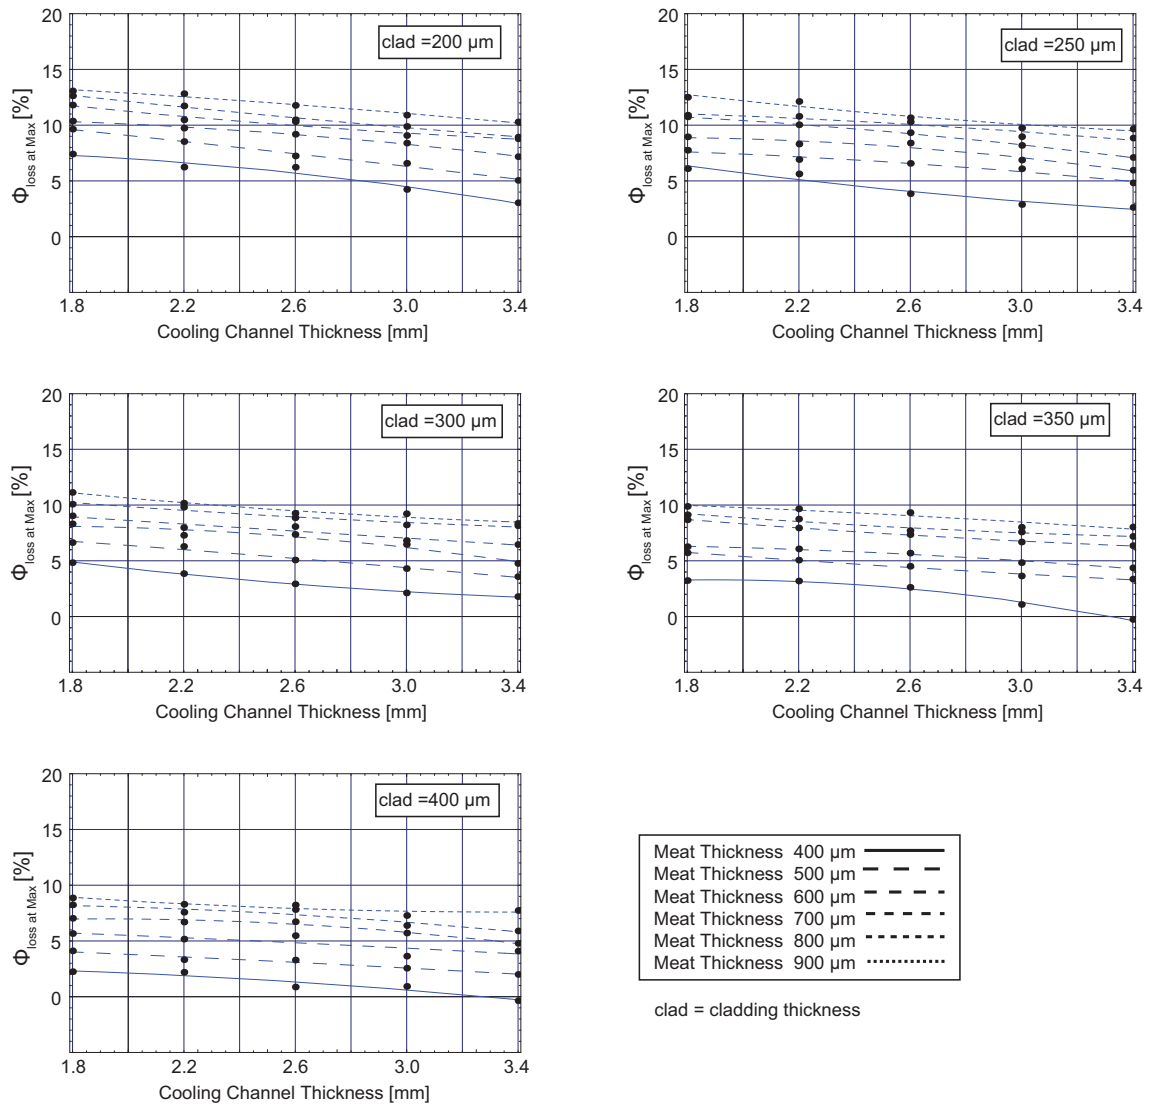 20
15
10
5
0
Φloss at Max [%]
clad =200 µm
1.8 2.2 2.6 3.0 3.4
Cooling Channel Thickness [mm]
20
15
10
5
0
Φloss at Max [%]
clad =250 µm
1.8 2.2 2.6 3.0 3.4
Cooling Channel Thickness [mm]
20
15
10
5
0
Φloss at Max [%]
clad =300 µm
1.8 2.2 2.6 3.0 3.4
Cooling Channel Thickness [mm]
20
15
10
5
0
Φloss at Max [%]
clad =350 µm
1.8 2.2 2.6 3.0 3.4
Cooling Channel Thickness [mm]
20
15
10
5
0
Φloss at Max [%]
clad =400 µm
1.8 2.2 2.6 3.0 3.4
Cooling Channel Thickness [mm]
Meat Thickness 400 µm
Meat Thickness 500 µm
Meat Thickness 600 µm
Meat Thickness 700 µm
Meat Thickness 800 µm
Meat Thickness 900 µm
clad = cladding thickness